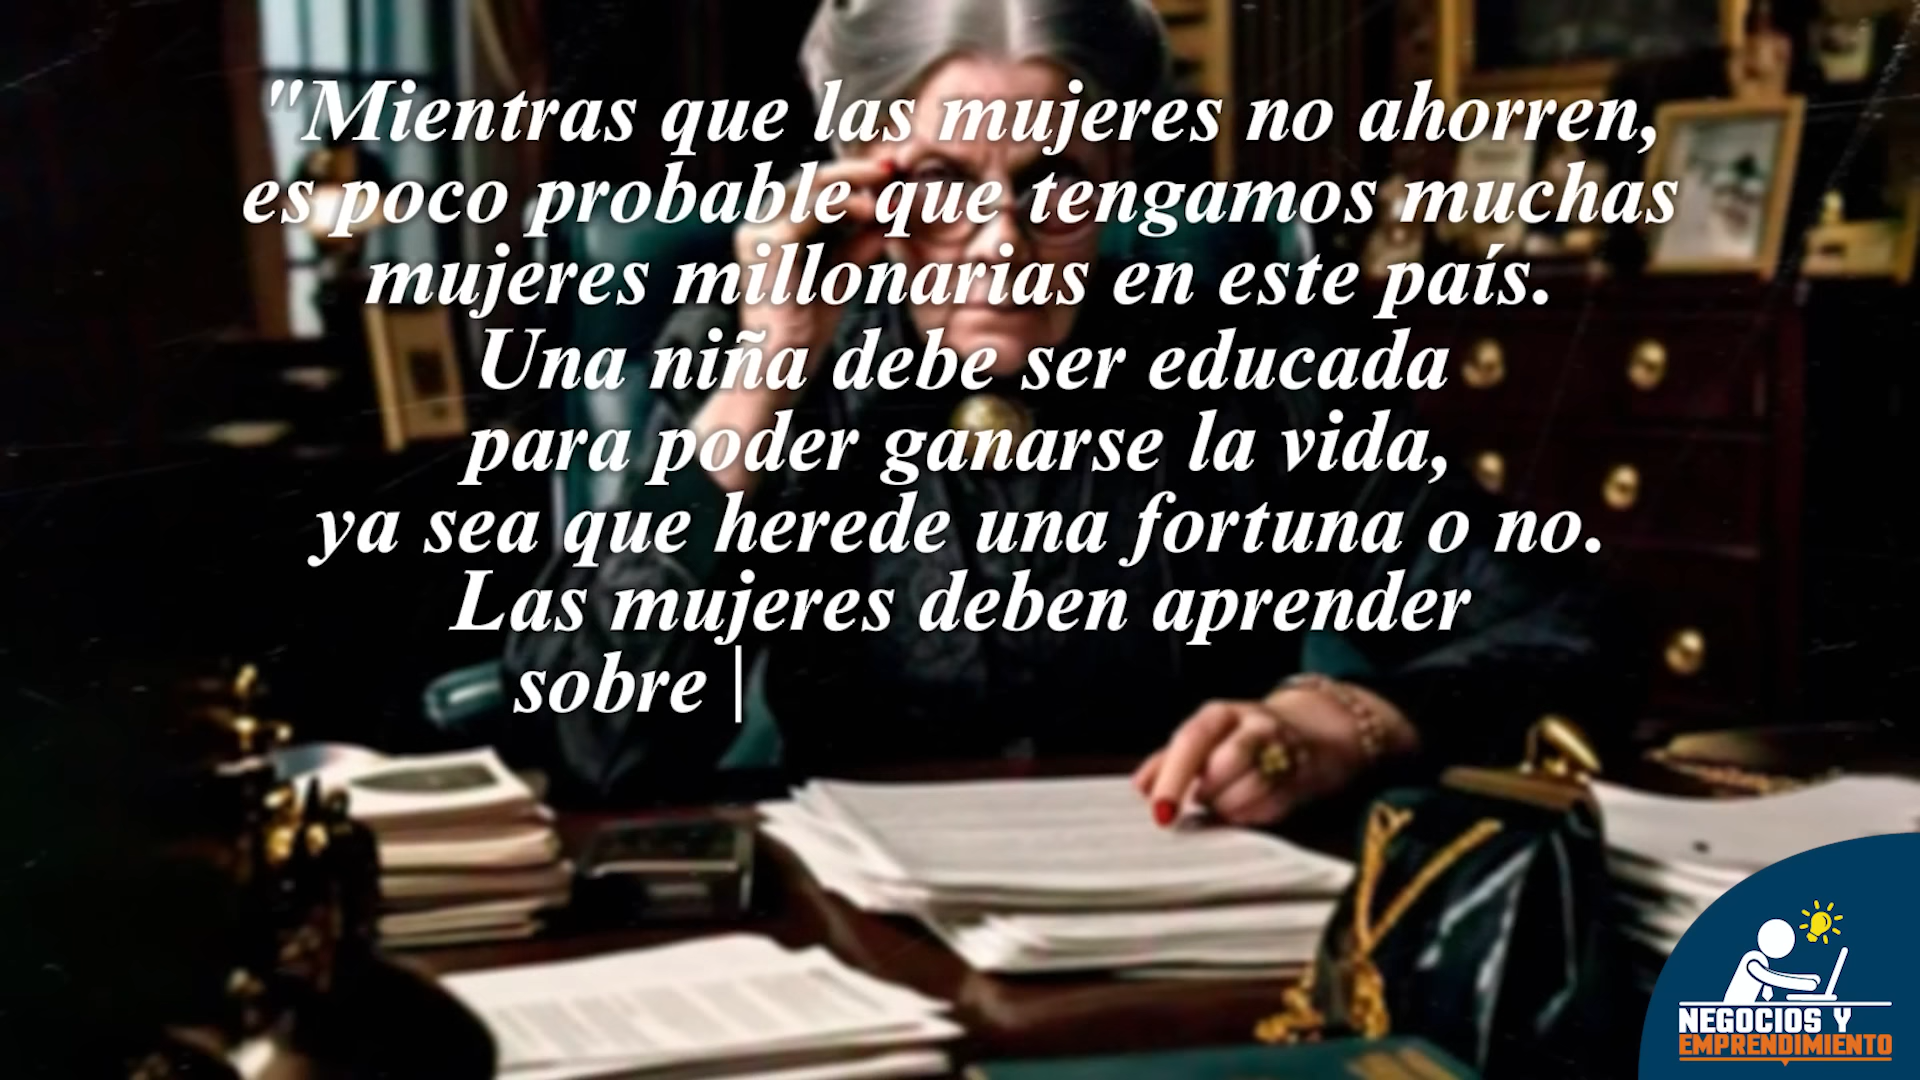 "Mientras que las mujeres no ahorren,
es poco probable que tengamos muchas
mujeres millonarias en este país.
Una niña debe ser educada
para poder ganarse la vida,
ya sea que herede una fortuna o no.
Las mujeres deben aprender
sobre
NEGOCIOS Y
EMPRENDIMIENTO